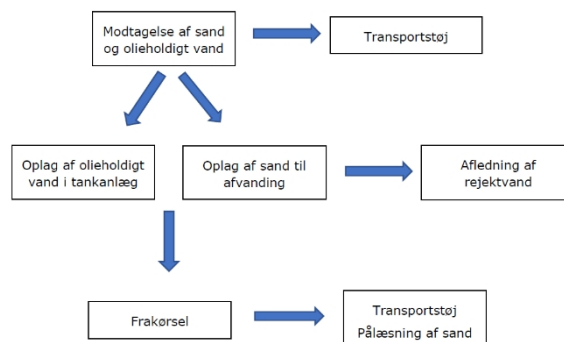 Modtagelse af sand
og olieholdigt vand
Transportstøj
Oplag af olieholdigt
vand i tankanlæg
Oplag af sand til
afvanding
Afledning af
rejektvand
Frakørsel
Transportstøj
Pålæsning af sand